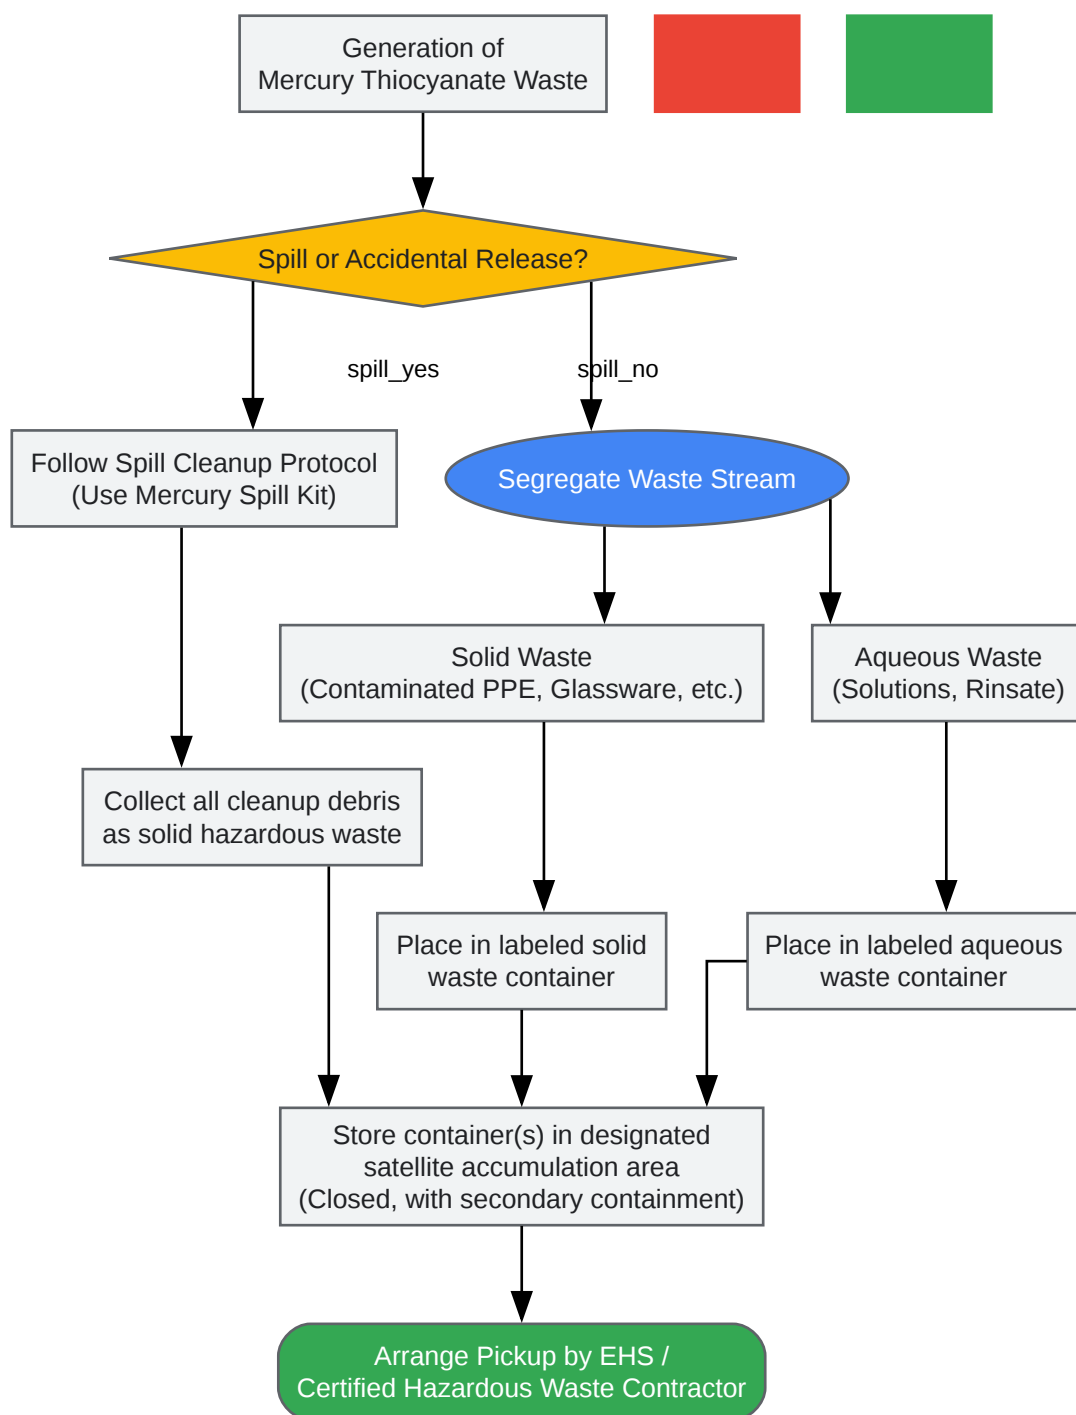 Generation of
Mercury Thiocyanate Waste
Spill or Accidental Release?
spill_yes
spill_no
Follow Spill Cleanup Protocol
(Use Mercury Spill Kit)
Segregate Waste Stream
Solid Waste
(Contaminated PPE, Glassware, etc.)
Aqueous Waste
(Solutions, Rinsate)
Collect all cleanup debris
as solid hazardous waste
Place in labeled solid
waste container
Place in labeled aqueous
waste container
Store container(s) in designated
satellite accumulation area
(Closed, with secondary containment)
Arrange Pickup by EHS /
Certified Hazardous Waste Contractor